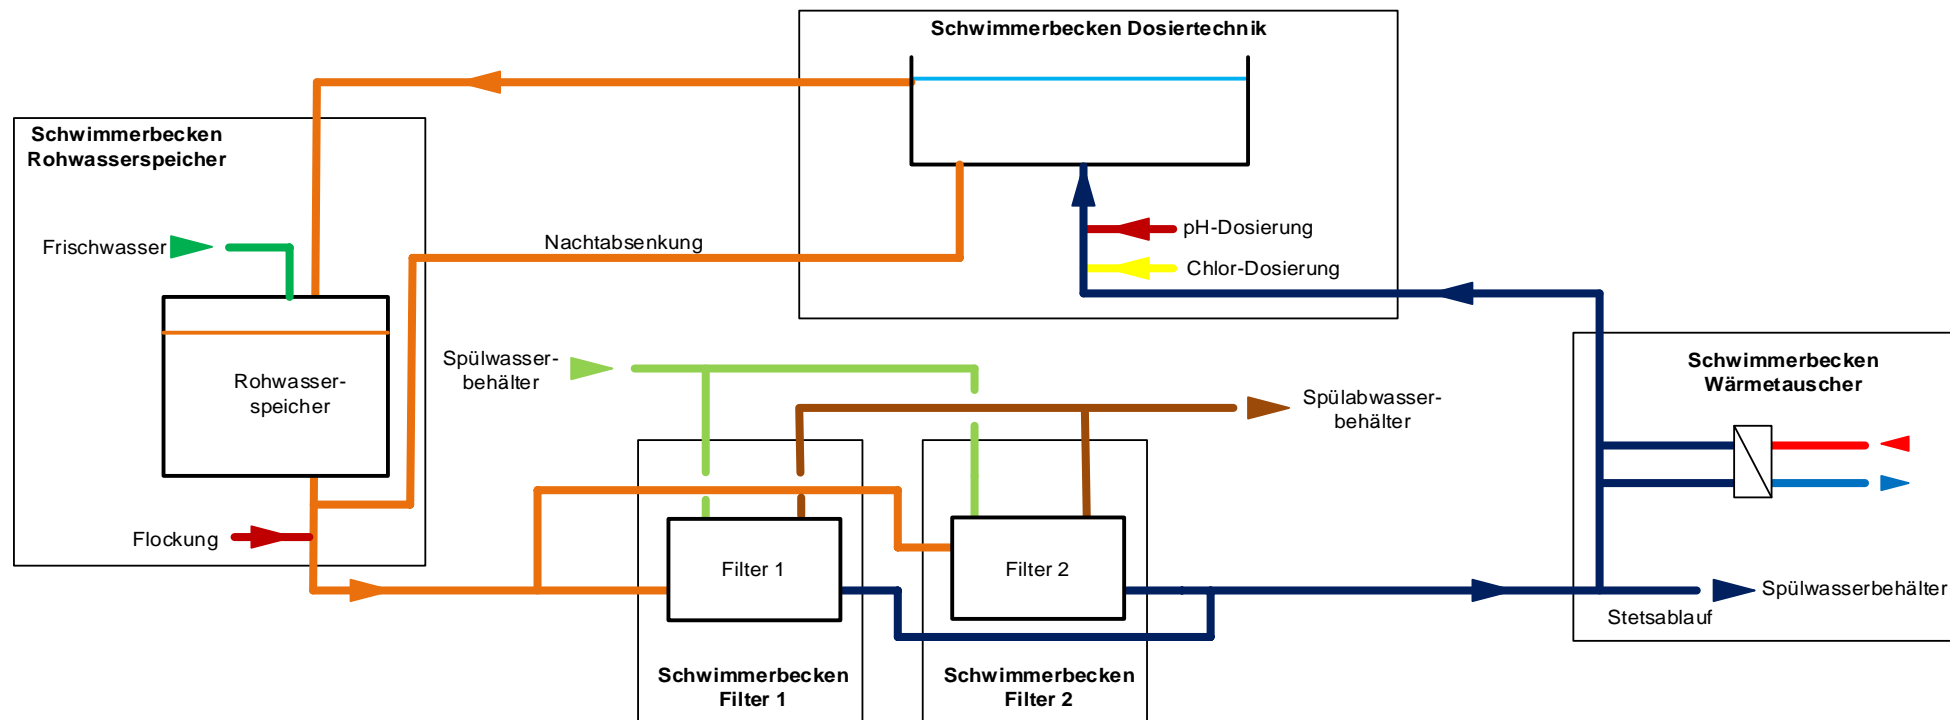 Schwimmerbecken Dosiertechnik
Schwimmerbecken
Rohwasserspeicher
Frischwasser
Nachtabsenkung
pH-Dosierung
Chlor-Dosierung
Rohwasser-
speicher
Spülwasser-
behälter
Spülabwasser-
behälter
Schwimmerbecken
Wärmetauscher
Flockung
Filter 1
Filter 2
Spülwasserbehälter
Stetsablauf
Schwimmerbecken
Filter 1
Schwimmerbecken
Filter 2